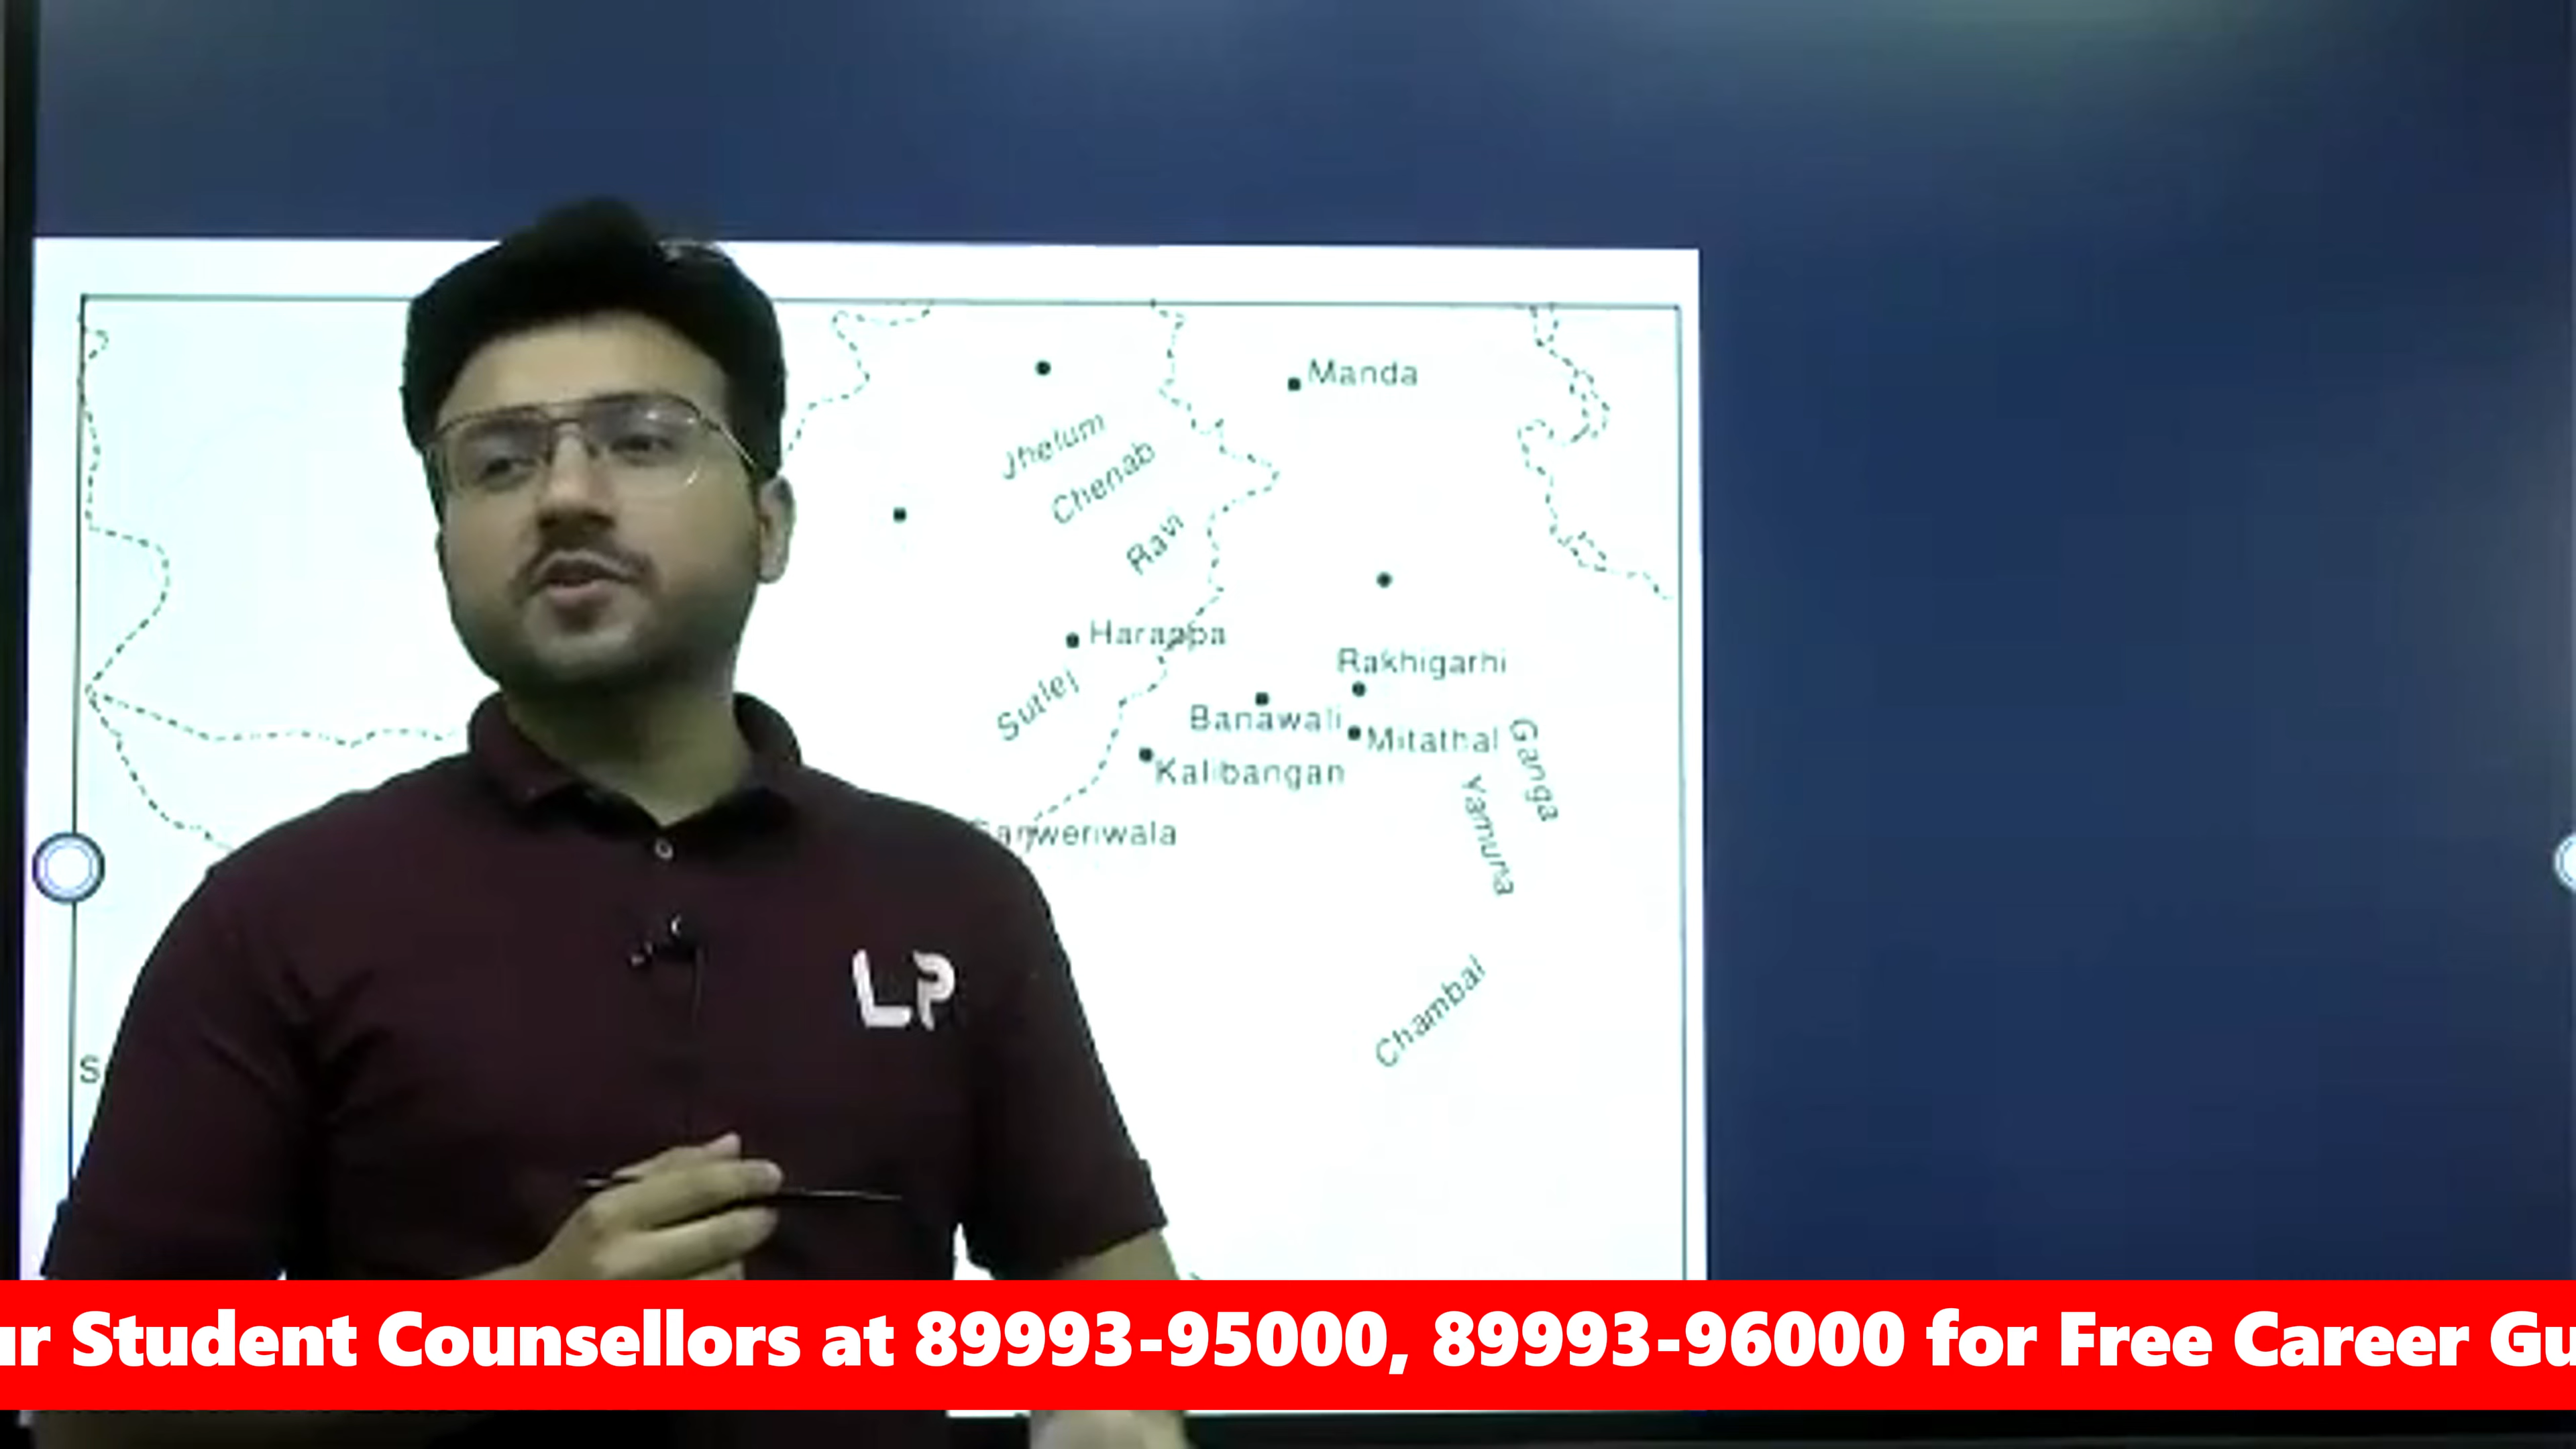 Manda
Jhelum
Chenab
Ravi
Harappa
Rakhigarhi
Sutlej
Banawali
Mitathal
Ganga
Kalibangan
Yamuna
Chambal
LP
ur Student Counsellors at 89993-95000, 89993-96000 for Free Career Gu